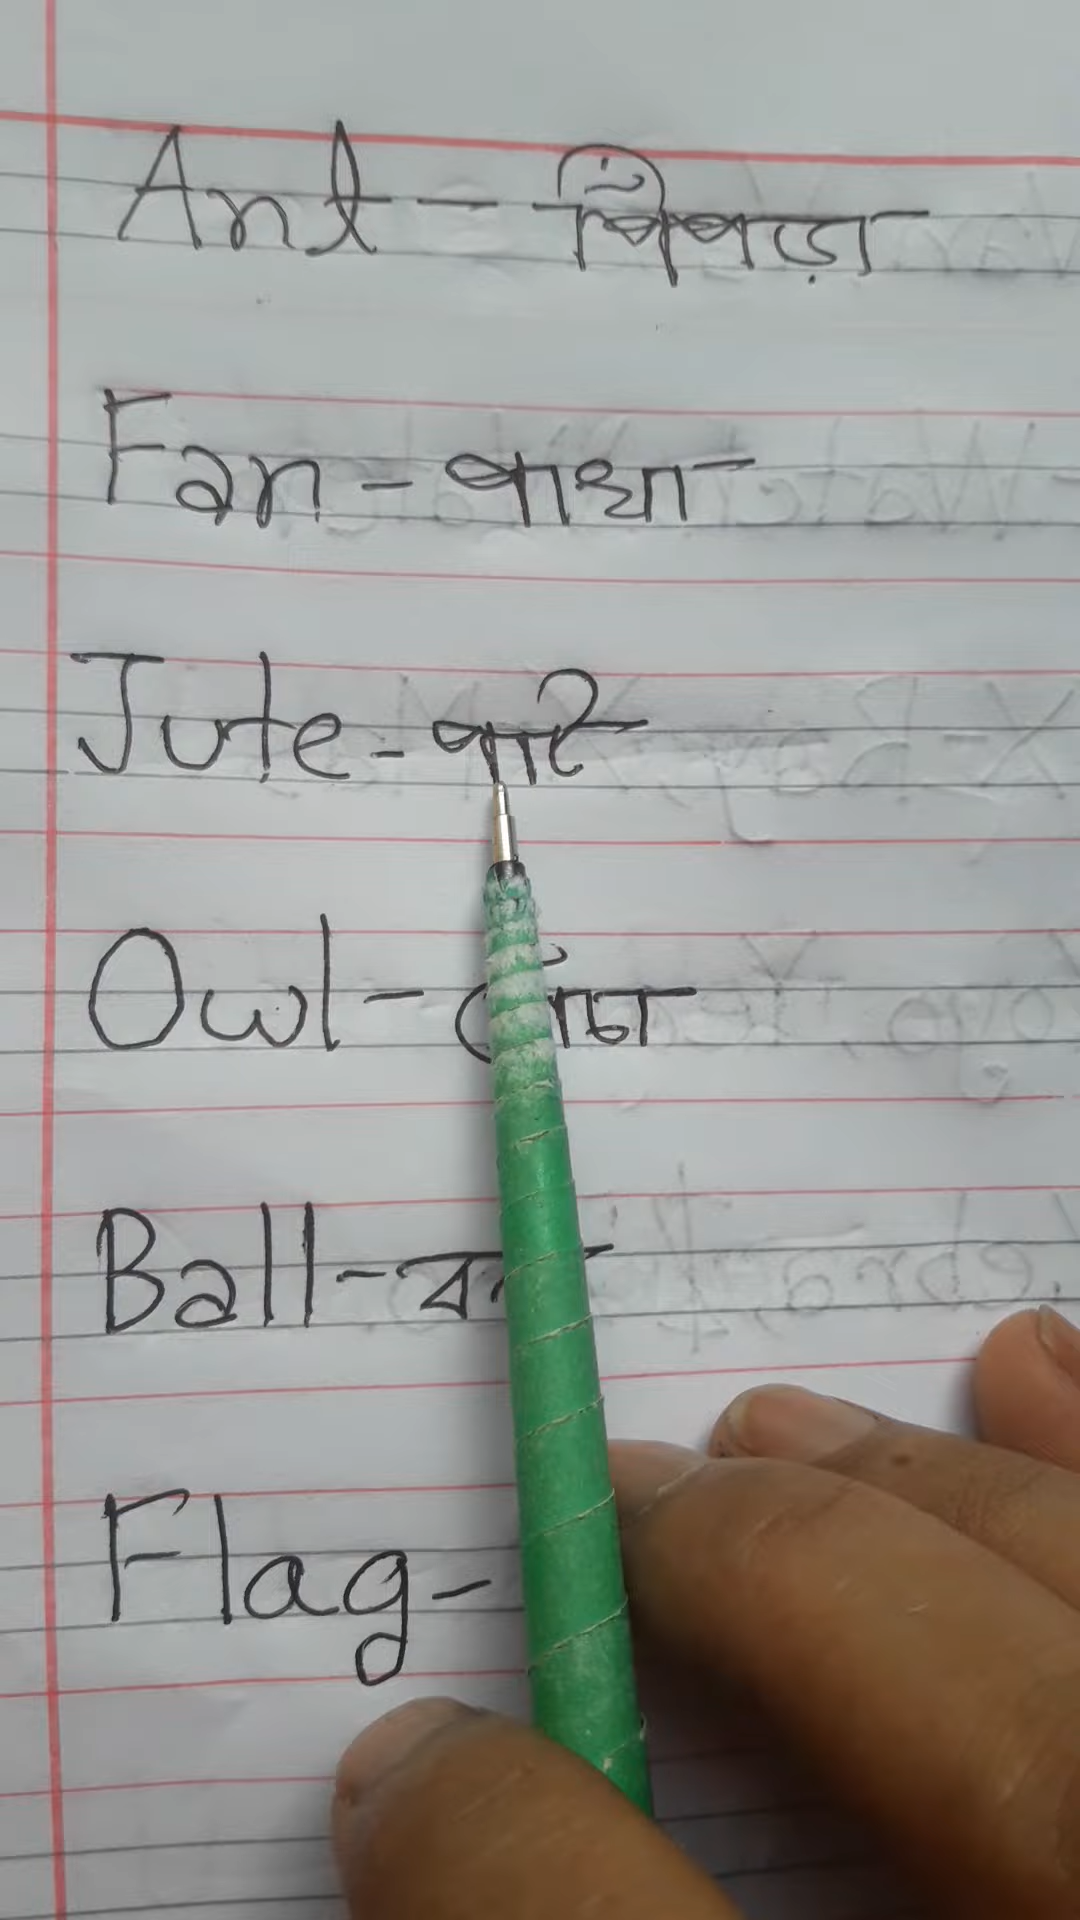 Ant - পিঁপড়া
Fan - পাখা
Jute - পাট
Owl -
Ball -
Flag -